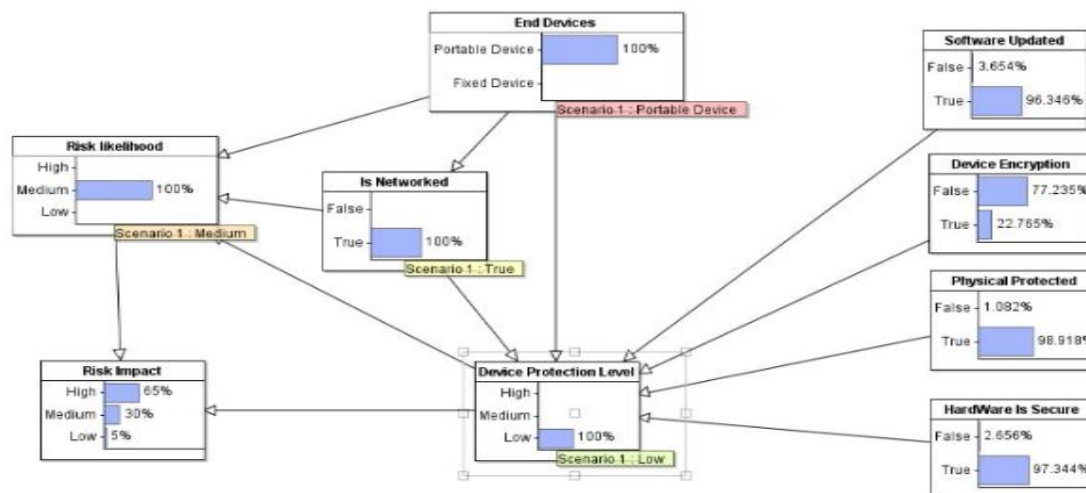 End Devices
Portable Device
100%
Fixed Device
Scenario 1 : Portable Device
Software Updated
False
3.654%
True
96.346%
Risk likelihood
High
Medium
100%
Low
Scenario 1 : Medium
Is Networked
False
True
100%
Scenario 1 : True
Device Encryption
False
77.235%
True
22.765%
Physical Protected
False
1.082%
True
98.918%
Risk Impact
High
65%
Medium
30%
Low
5%
Device Protection Level
High
Medium
Low
100%
Scenario 1 : Low
HardWare Is Secure
False
2.656%
True
97.344%